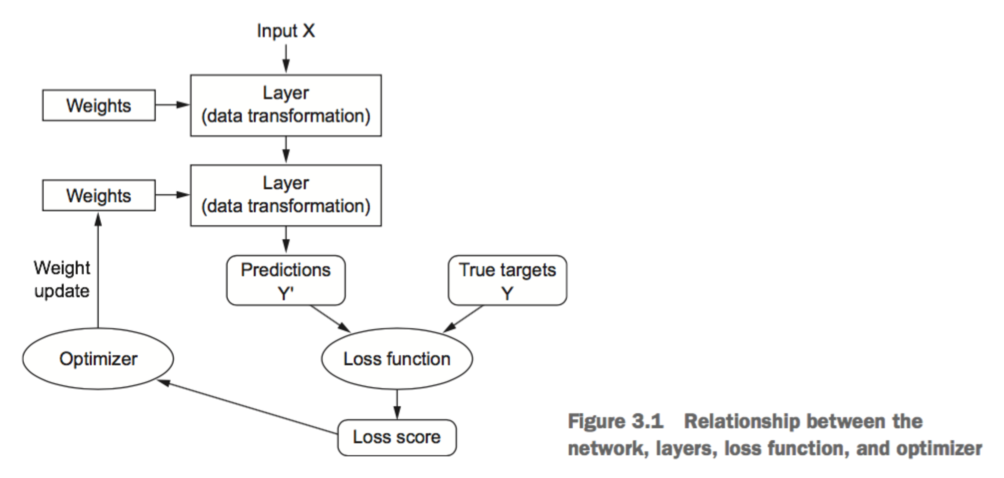 Input X
Weights
Layer
(data transformation)
Weights
Layer
(data transformation)
Weight
update
Predictions
Y'
True targets
Y
Optimizer
Loss function
Loss score
Figure 3.1 Relationship between the
network, layers, loss function, and optimizer